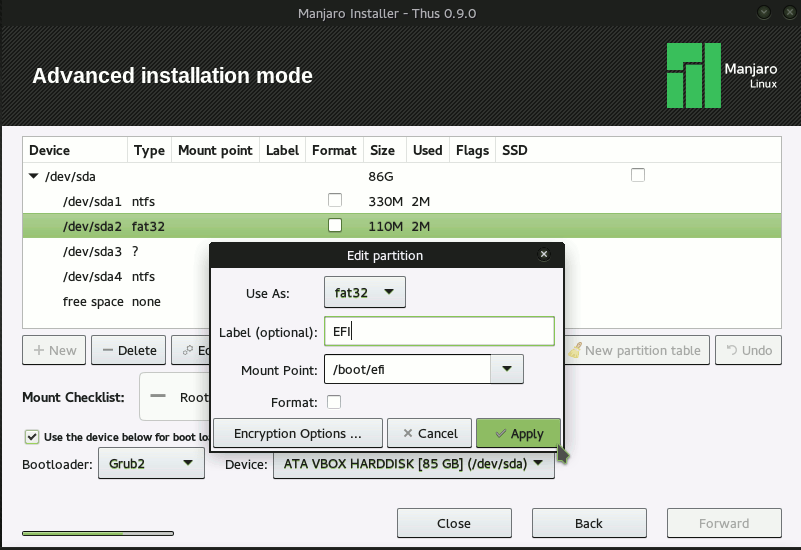 Manjaro Installer - Thus 0.9.0
Advanced installation mode
Manjaro
Linux
Device Type Mount point Label Format Size Used Flags SSD
/dev/sda 86G
/dev/sda1 ntfs 330M 2M
/dev/sda2 fat32 110M 2M
/dev/sda3 ?
/dev/sda4 ntfs
free space none
Edit partition
Use As: fat32
Label (optional): EFI
Mount Point: /boot/efi
Format:
Encryption Options ... Cancel Apply
New Delete New partition table Undo
Mount Checklist: Root
Use the device below for boot
Bootloader: Grub2 Device: ATA VBOX HARDDISK [85 GB] (/dev/sda)
Close Back Forward